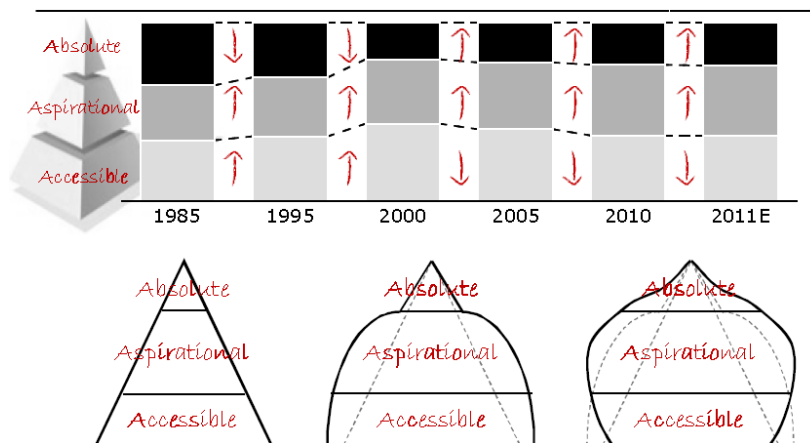 Absolute
Aspirational
Accessible
1985 1995 2000 2005 2010 2011E
Absolute Absolute Absolute
Aspirational Aspirational Aspirational
Accessible Accessible Accessible